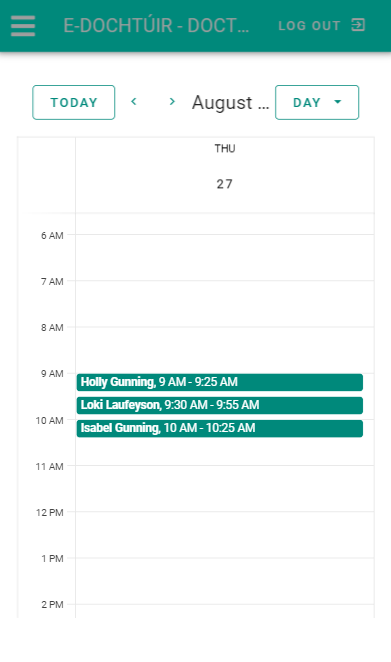 E-DOCHTÚIR - DOCT...
LOG OUT
TODAY
August ...
DAY
THU
27
6 AM
7 AM
8 AM
9 AM
Holly Gunning, 9 AM - 9:25 AM
Loki Laufeyson, 9:30 AM - 9:55 AM
10 AM
Isabel Gunning, 10 AM - 10:25 AM
11 AM
12 PM
1 PM
2 PM